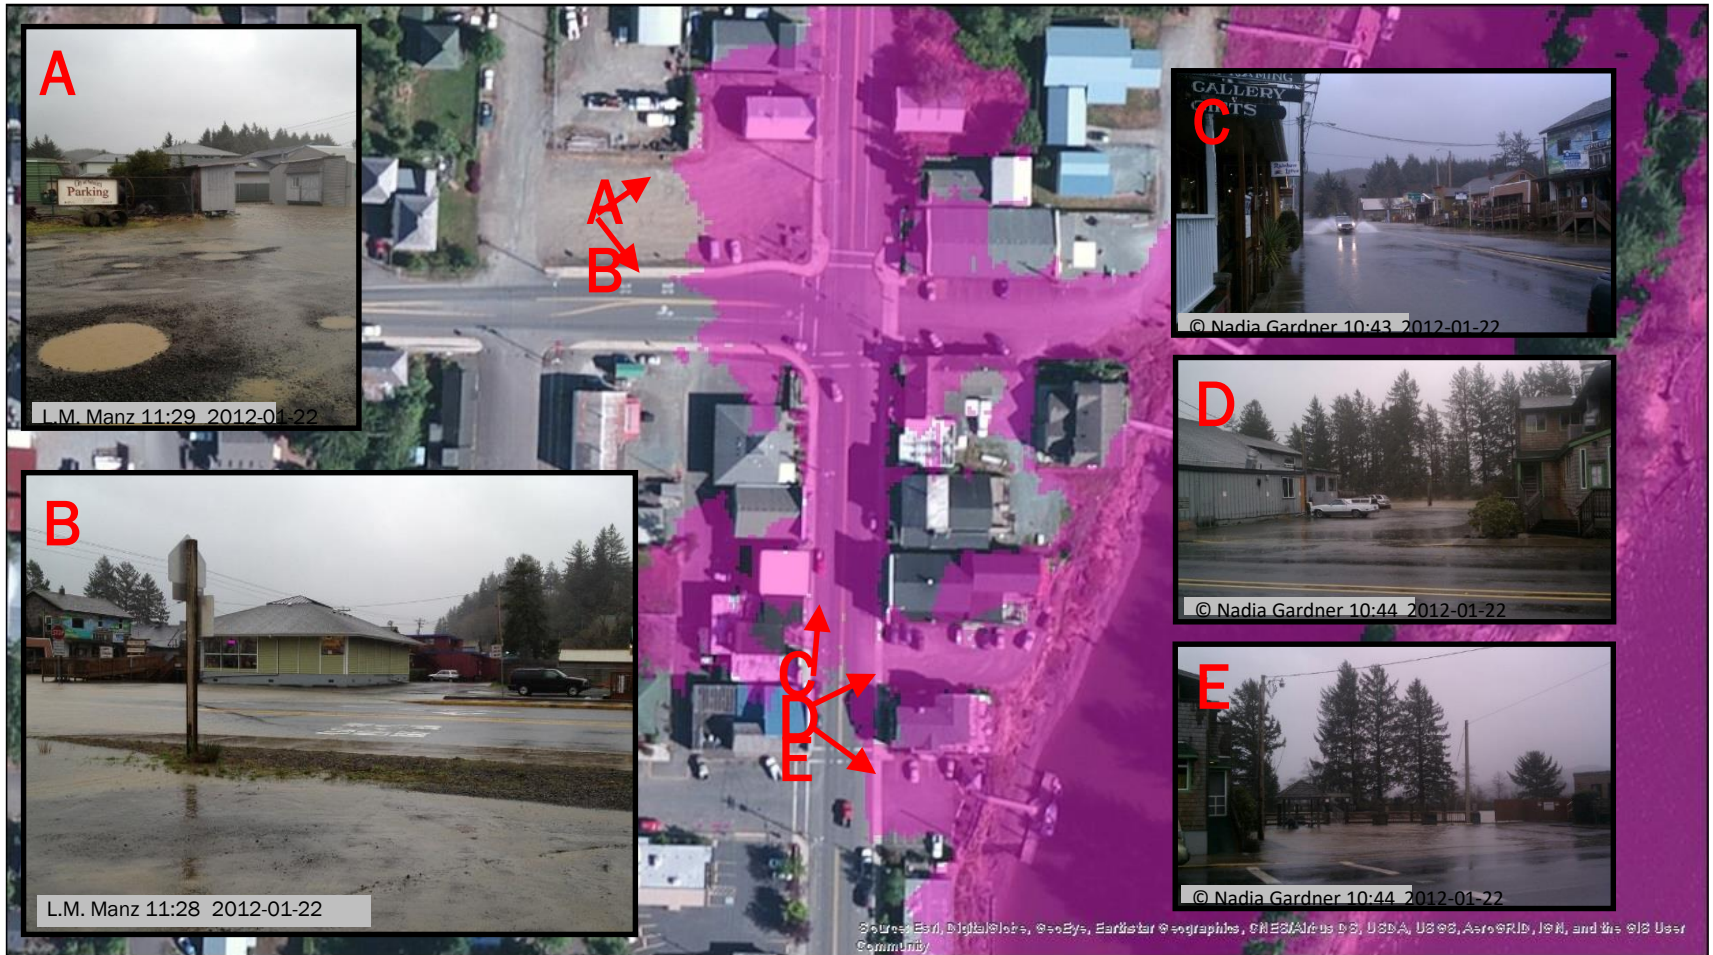 A
Parking
L.M. Manz 11:29 2012-01-22
B
L.M. Manz 11:28 2012-01-22
A
B
C
D
E
C
GALLERY
GIFTS
© Nadia Gardner 10:43 2012-01-22
D
© Nadia Gardner 10:44 2012-01-22
E
© Nadia Gardner 10:44 2012-01-22
Source: Esri, DigitalGlobe, GeoEye, Earthstar Geographics, CNES/Airbus DS, USDA, USGS, AeroGRID, IGN, and the GIS User
Community